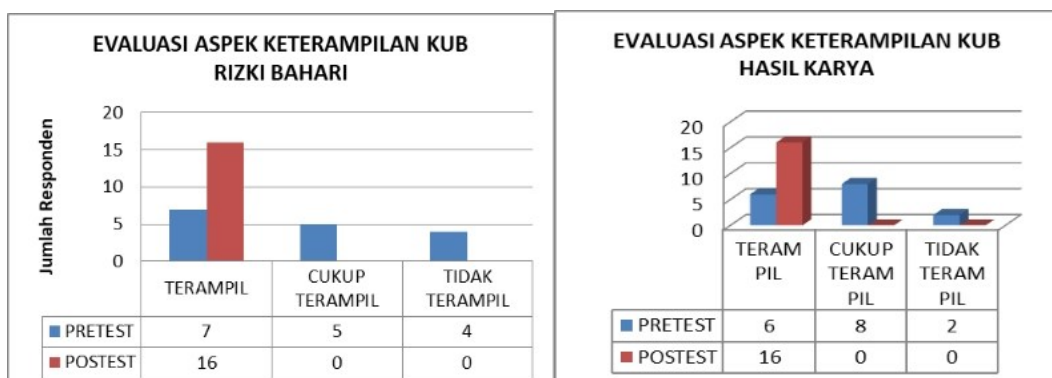 EVALUASI ASPEK KETERAMPILAN KUB
RIZKI BAHARI
Jumlah Responden
20
15
10
5
0
TERAMPIL
CUKUP
TERAMPIL
TIDAK
TERAMPIL
PRETEST 7 5 4
POSTEST 16 0 0
EVALUASI ASPEK KETERAMPILAN KUB
HASIL KARYA
20
15
10
5
0
TERAM
PIL
CUKUP
TERAM
PIL
TIDAK
TERAM
PIL
PRETEST 6 8 2
POSTEST 16 0 0